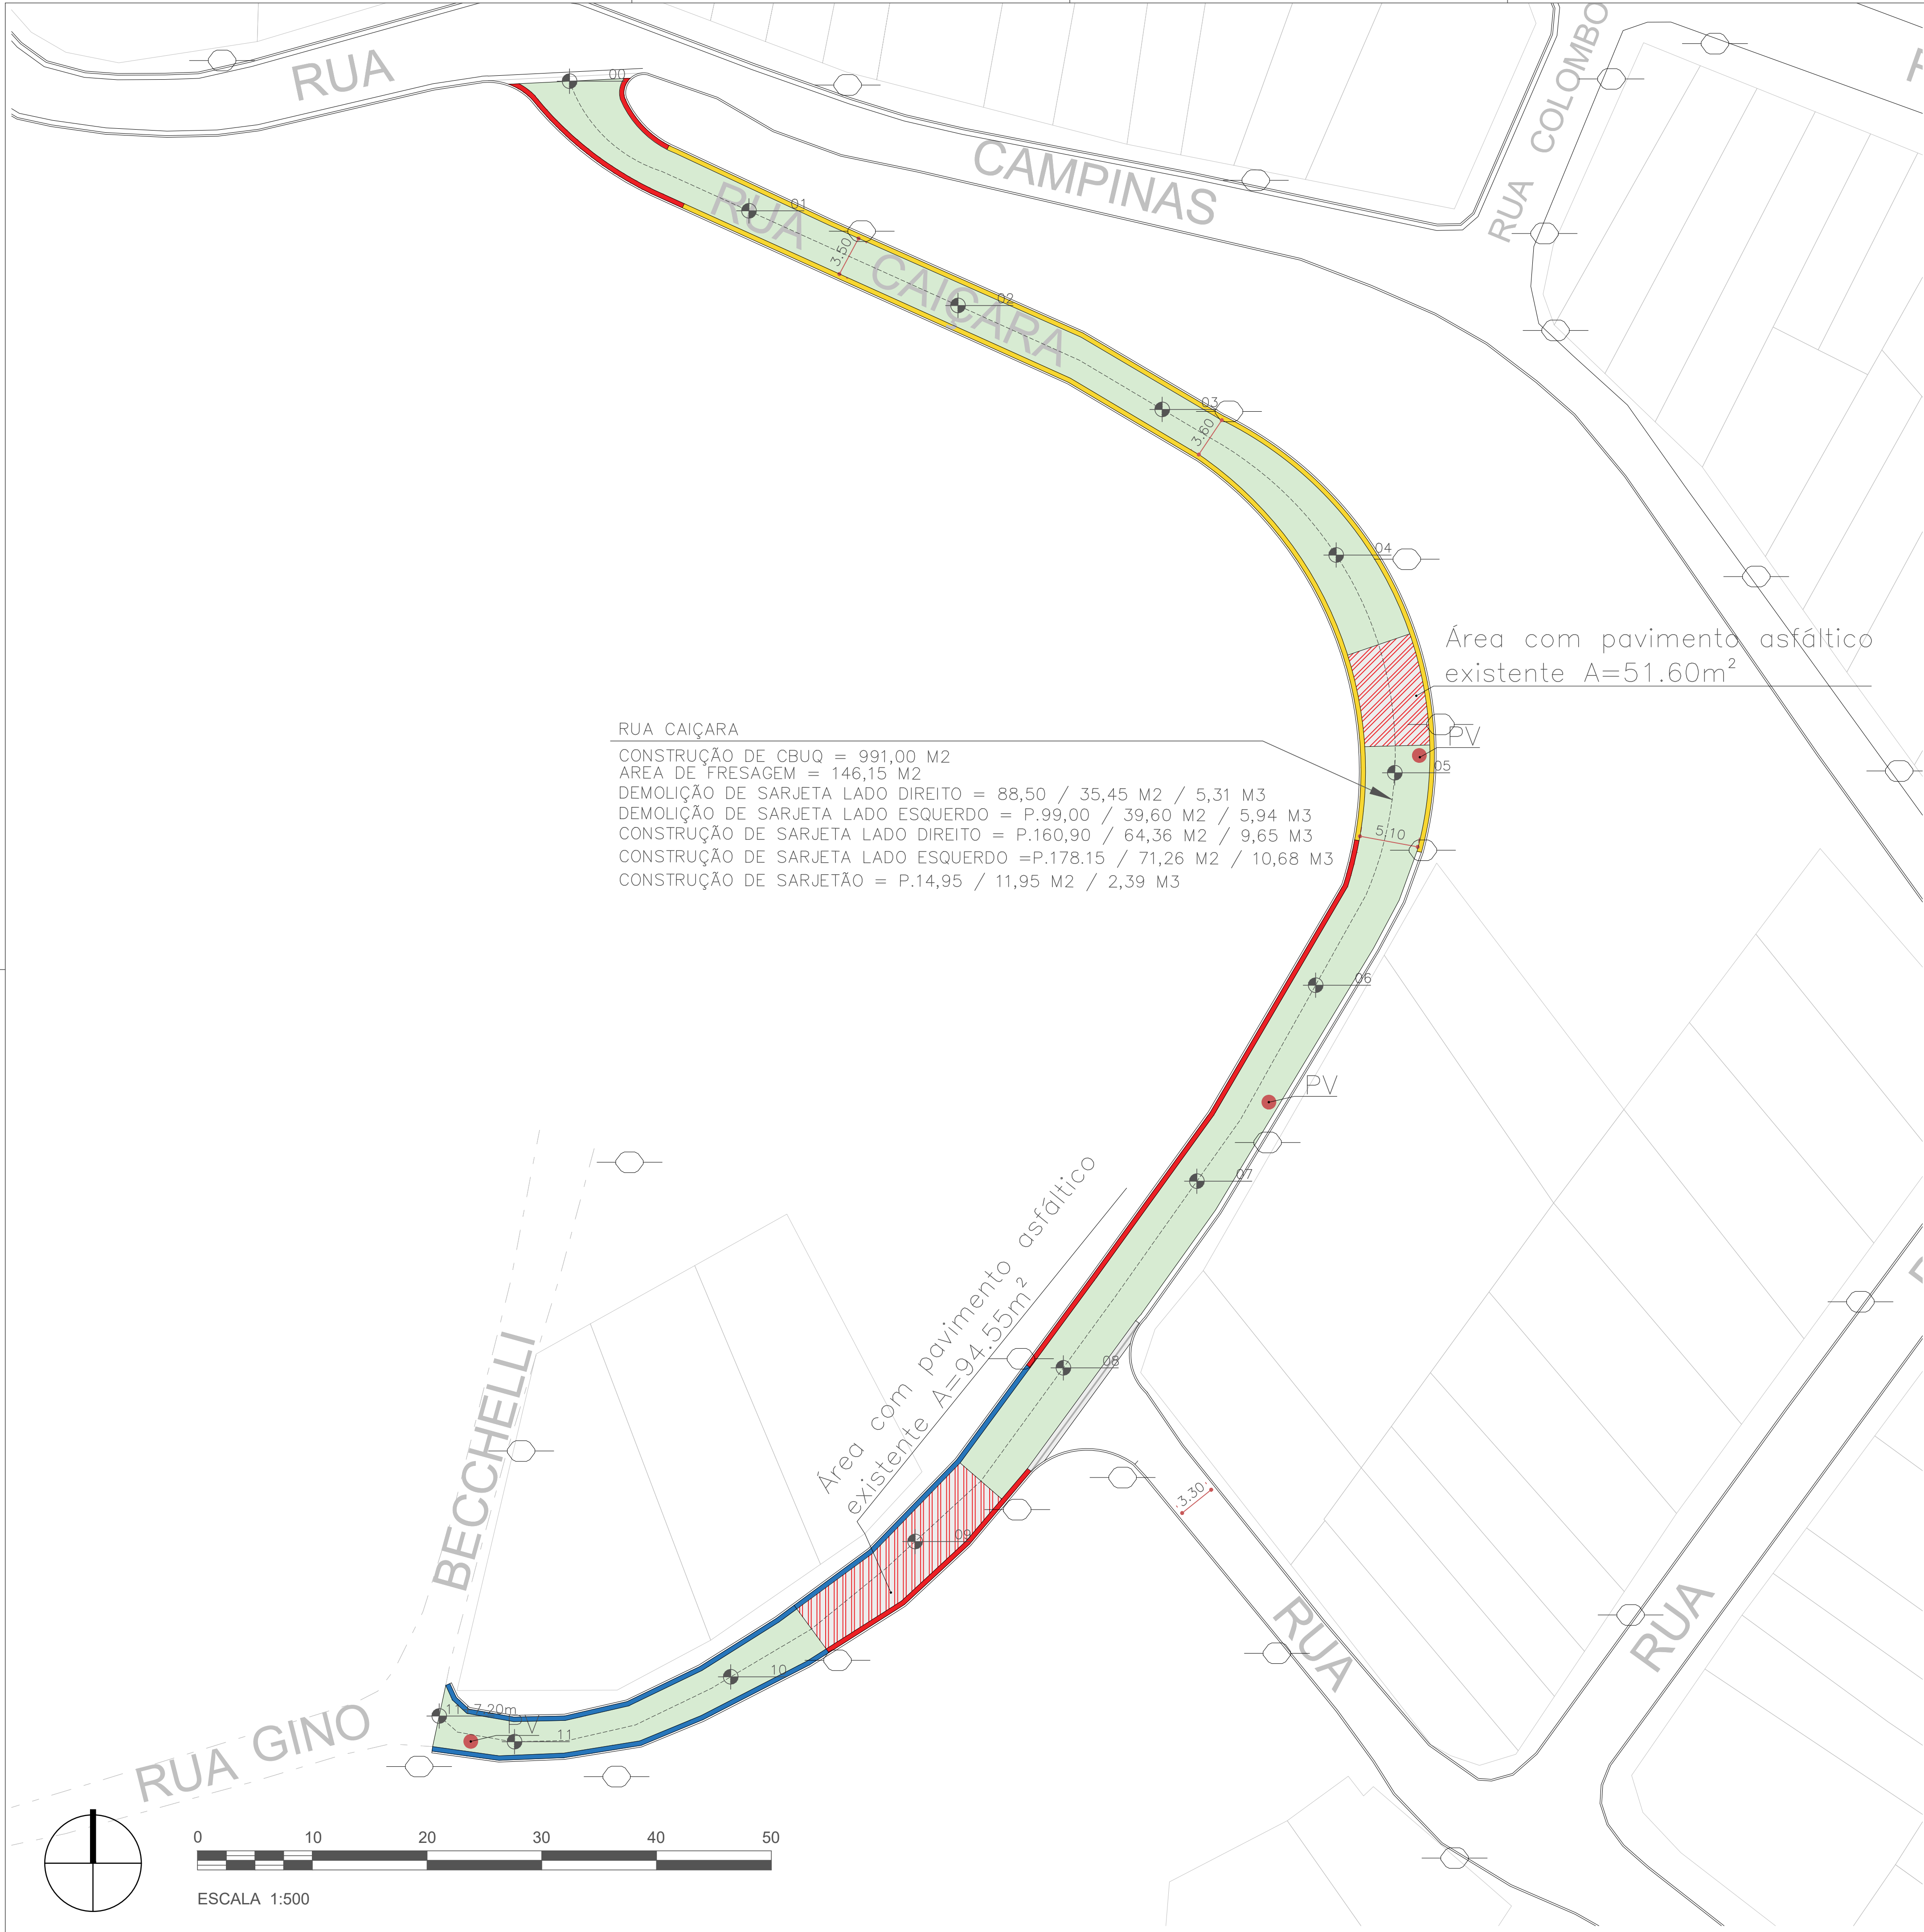 RUA
00
CAMPINAS
RUA COLOMBO
RUA CAIÇARA
01
3.50
02
03
3.60
04
Área com pavimento asfáltico
existente A=51.60m²
PV
05
5.10
RUA CAIÇARA
CONSTRUÇÃO DE CBUQ = 991,00 M2
AREA DE FRESAGEM = 146,15 M2
DEMOLIÇÃO DE SARJETA LADO DIREITO = 88,50 / 35,45 M2 / 5,31 M3
DEMOLIÇÃO DE SARJETA LADO ESQUERDO = P.99,00 / 39,60 M2 / 5,94 M3
CONSTRUÇÃO DE SARJETA LADO DIREITO = P.160,90 / 64,36 M2 / 9,65 M3
CONSTRUÇÃO DE SARJETA LADO ESQUERDO =P.178.15 / 71,26 M2 / 10,68 M3
CONSTRUÇÃO DE SARJETÃO = P.14,95 / 11,95 M2 / 2,39 M3
06
PV
07
Área com pavimento asfáltico
existente A=94.55m²
08
09
3.30
RUA
RUA
10
PV
11
RUA GINO BECCHELLI
0 10 20 30 40 50
ESCALA 1:500